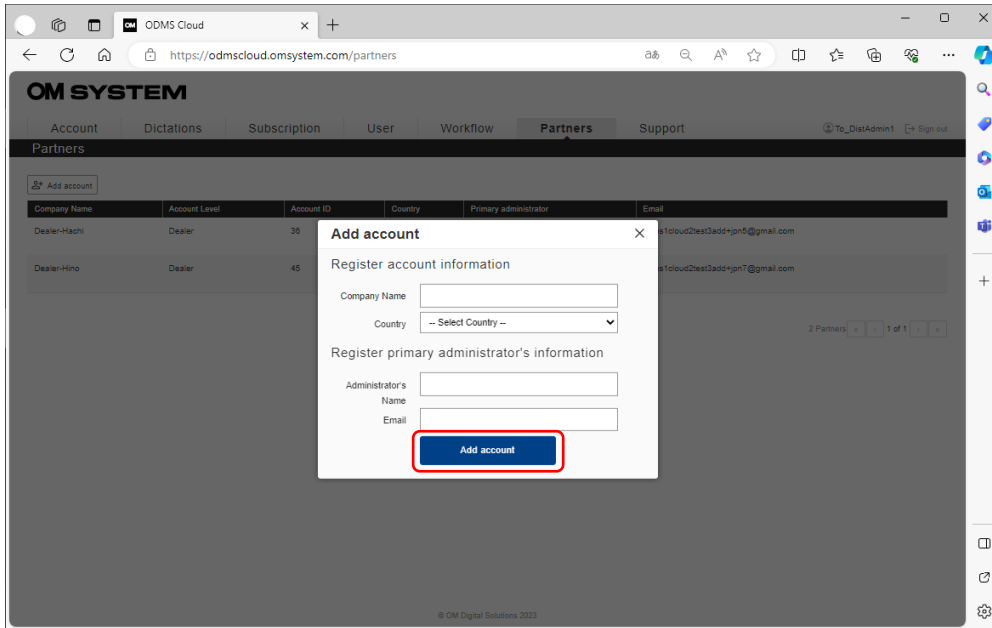 OM ODMS Cloud
https://odmscloud.omsystem.com/partners
OM SYSTEM
Account Dictations Subscription User Workflow Partners Support To_DistAdmin1 Sign out
Partners
Add account
Company Name Account Level Account ID Country Primary administrator Email
Dealer-Hachi Dealer 36 s1cloud2test3add+jpn5@gmail.com
Dealer-Hino Dealer 45 s1cloud2test3add+jpn7@gmail.com
2 Partners « ‹ 1 of 1 › »
Add account
Register account information
Company Name
Country -- Select Country --
Register primary administrator's information
Administrator's
Name
Email
Add account
© OM Digital Solutions 2023